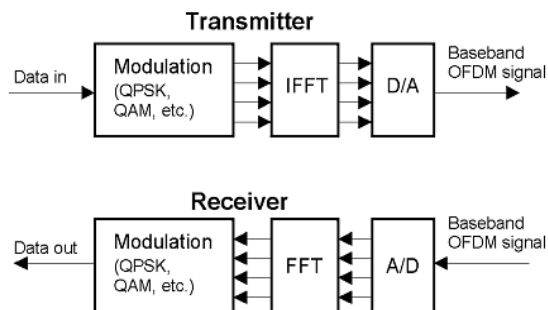 Transmitter
Data in
Modulation
(QPSK,
QAM, etc.)
IFFT
D/A
Baseband
OFDM signal
Receiver
Data out
Modulation
(QPSK,
QAM, etc.)
FFT
A/D
Baseband
OFDM signal